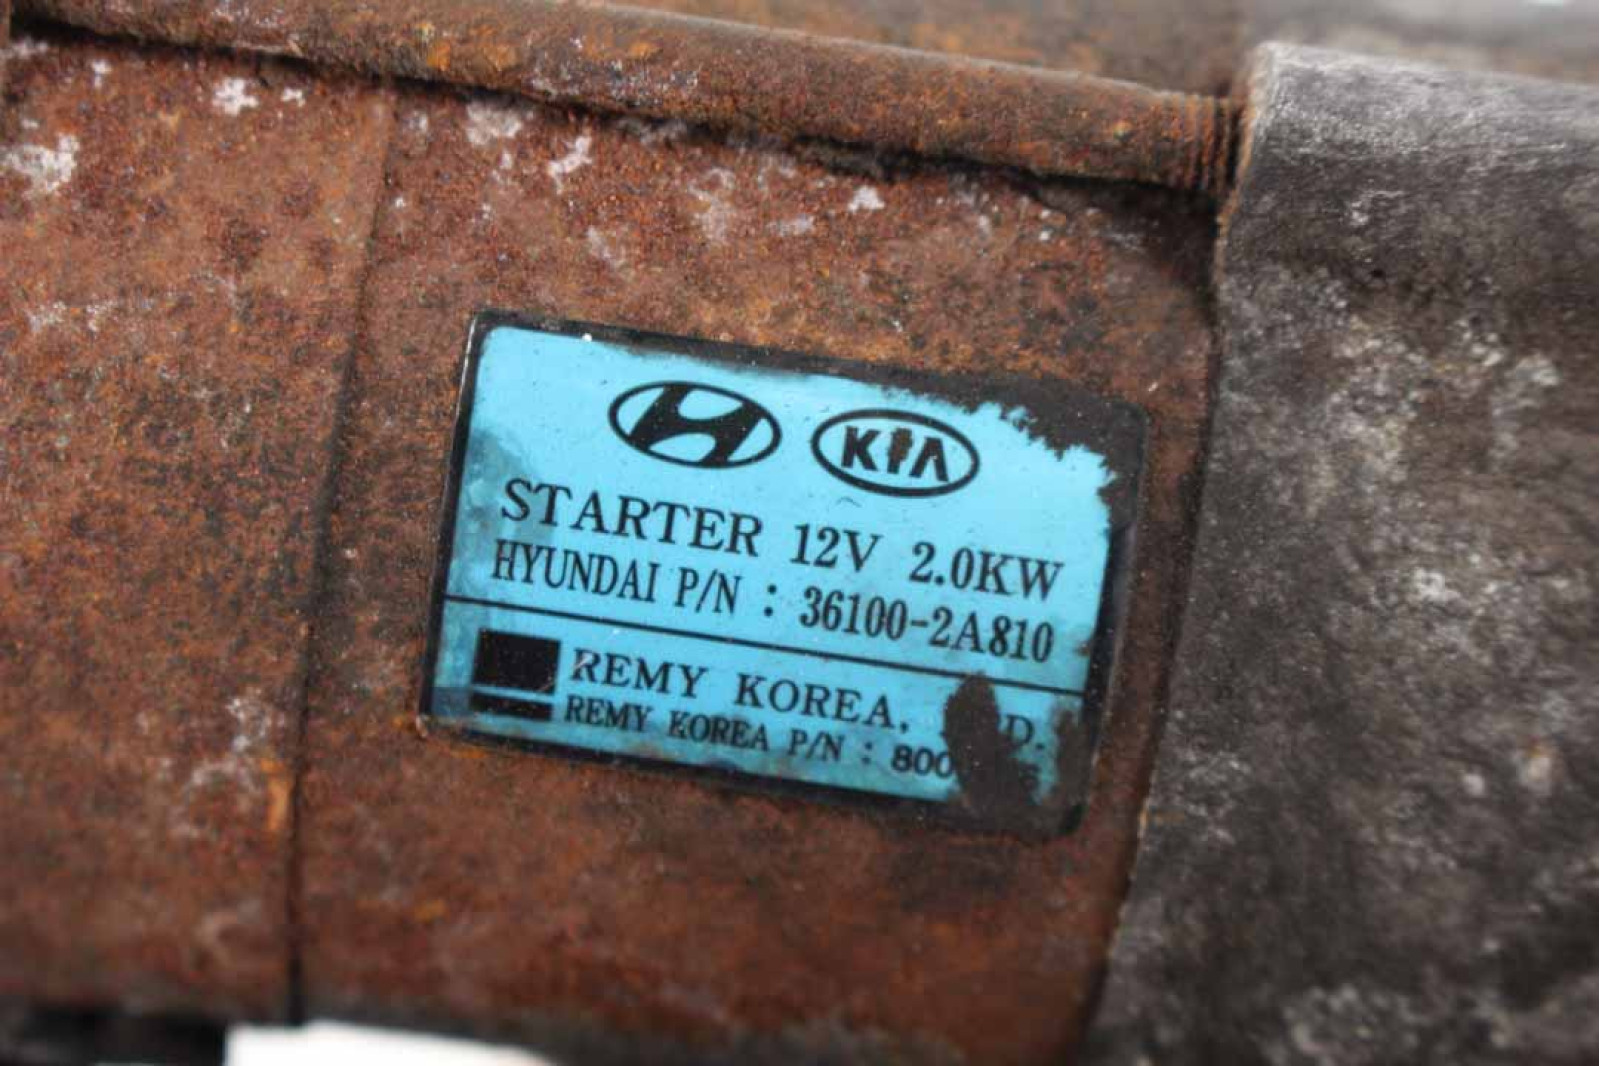 KIA
STARTER 12V 2.0KW
HYUNDAI P/N : 36100-2A810
REMY KOREA,
REMY KOREA P/N :